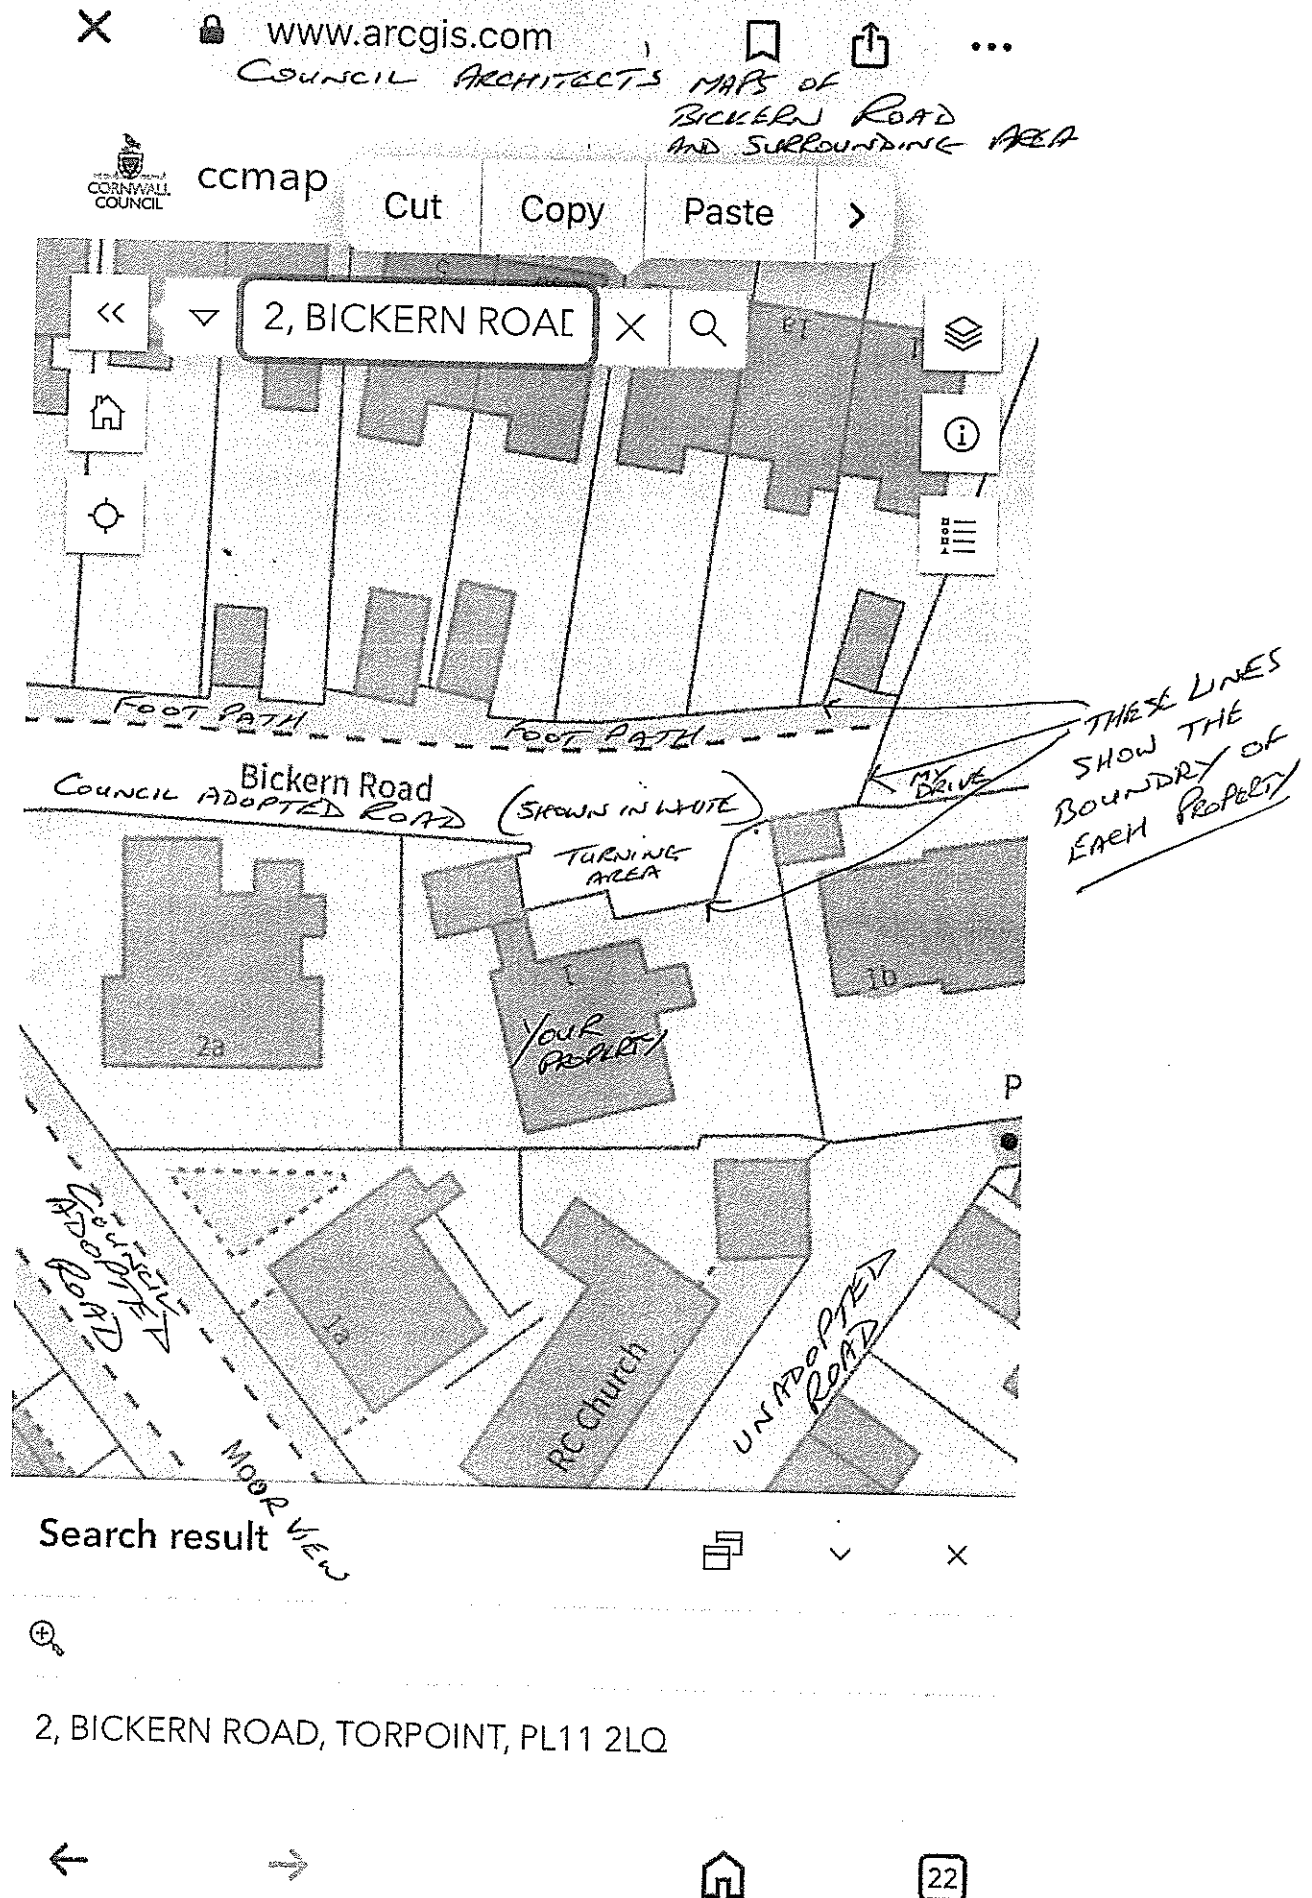 www.arcgis.com
COUNCIL ARCHITECTS MAPS OF
BICKERN ROAD
AND SURROUNDING AREA
CORNWALL
COUNCIL
ccmap
Cut
Copy
Paste
2, BICKERN ROAD
FOOT PATH
FOOT PATH
THESE LINES
SHOW THE
BOUNDRY OF
EACH PROPERTY
Bickern Road
MY
DRIVE
COUNCIL ADOPTED ROAD (SHOWN IN WHITE)
TURNING
AREA
1
1b
2a
YOUR
PROPERTY
P
COUNCIL
ADOPTED
ROAD
1a
RC Church
UNADOPTED
ROAD
MOOR VIEW
Search result
2, BICKERN ROAD, TORPOINT, PL11 2LQ
22